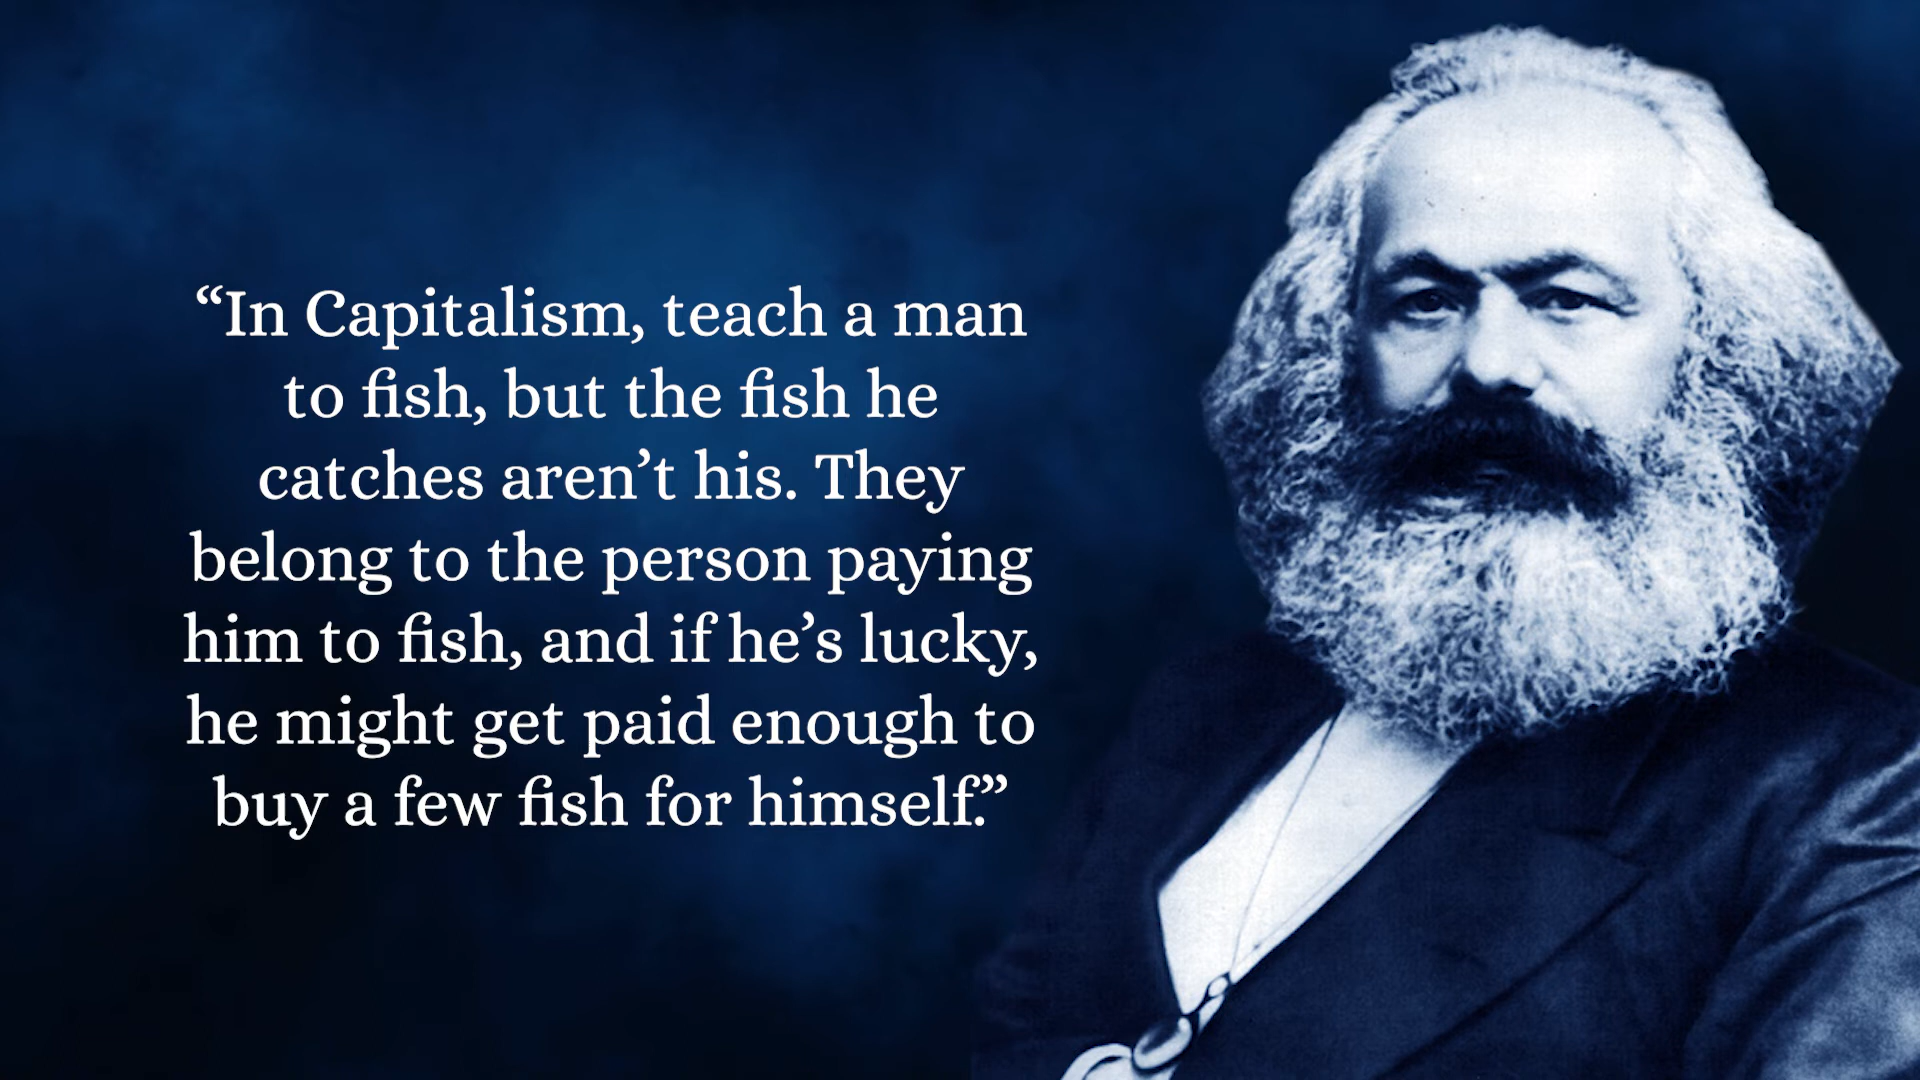 “In Capitalism, teach a man
to fish, but the fish he
catches aren’t his. They
belong to the person paying
him to fish, and if he’s lucky,
he might get paid enough to
buy a few fish for himself.”